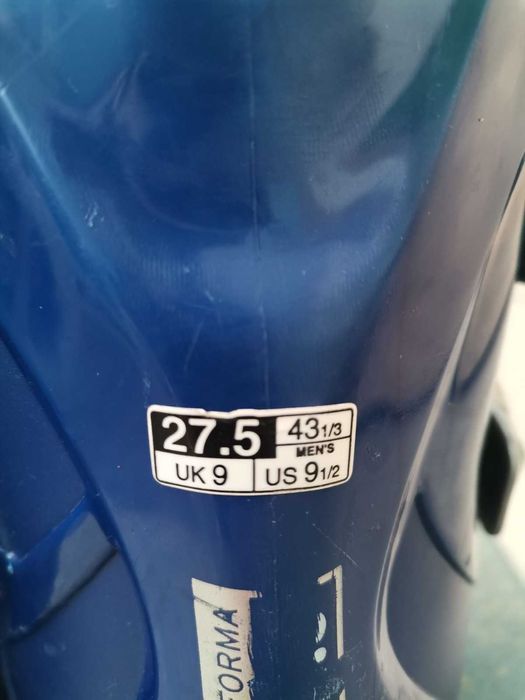 27.5 43 1/3
MEN'S
UK 9 US 9 1/2
FORMA